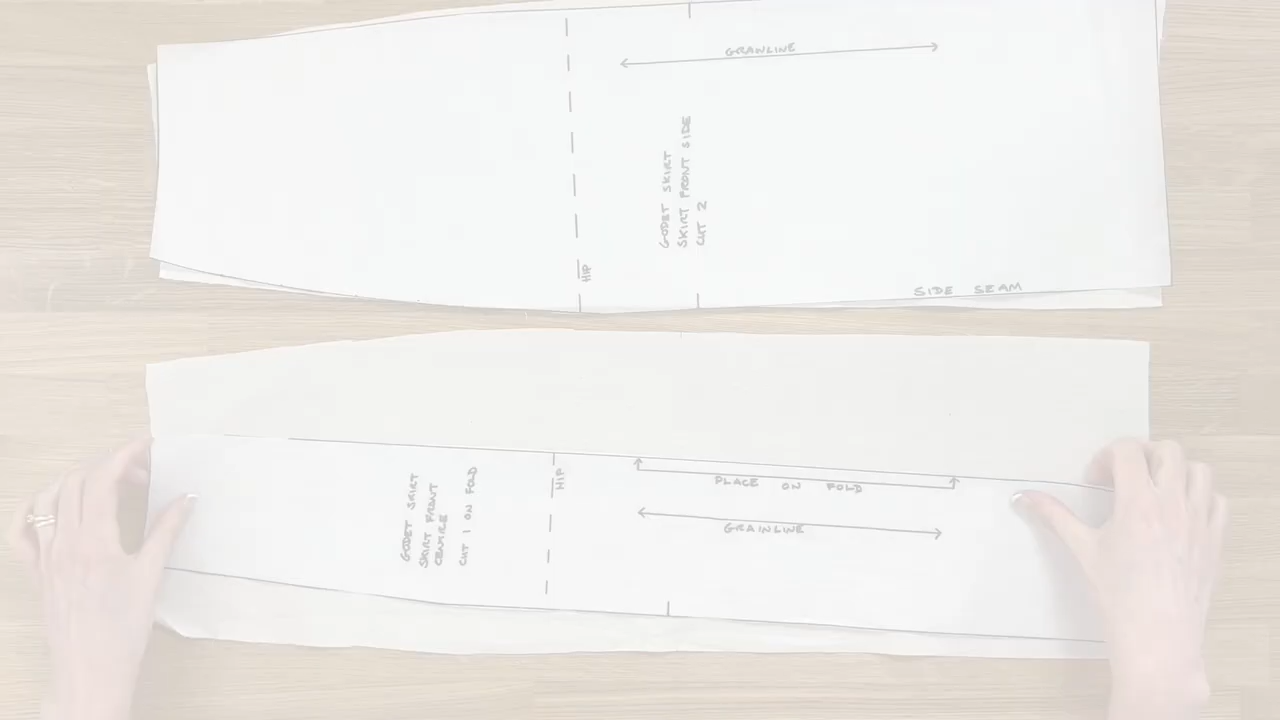 GRAINLINE
GODET SKIRT
SKIRT FRONT SIDE
CUT 2
HIP
SIDE SEAM
GODET SKIRT
SKIRT FRONT
CENTRE
CUT 1 ON FOLD
HIP
PLACE ON FOLD
GRAINLINE